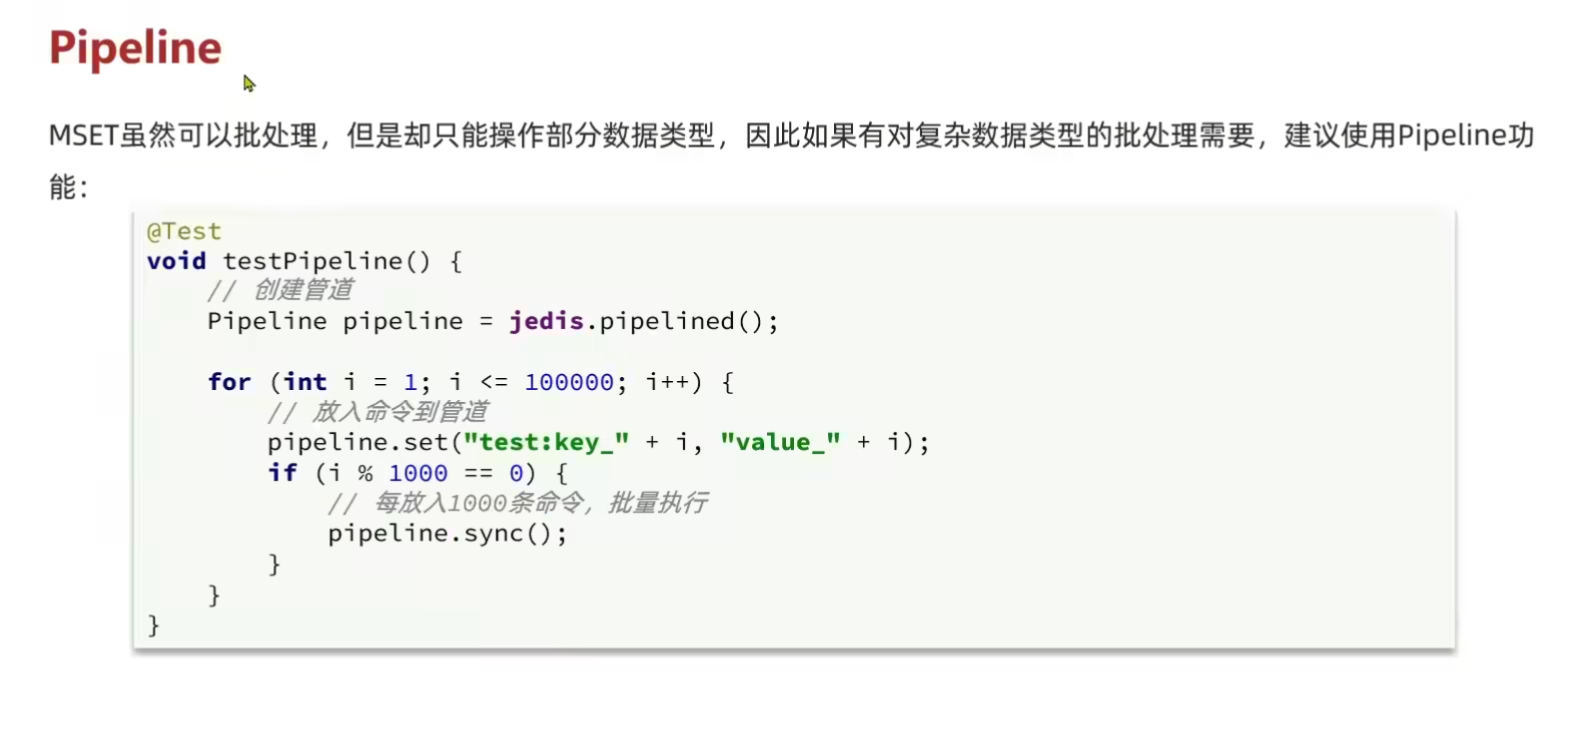 Pipeline
MSET虽然可以批处理，但是却只能操作部分数据类型，因此如果有对复杂数据类型的批处理需要，建议使用Pipeline功
能：
@Test
void testPipeline() {
    // 创建管道
    Pipeline pipeline = jedis.pipelined();
    for (int i = 1; i <= 100000; i++) {
        // 放入命令到管道
        pipeline.set("test:key_" + i, "value_" + i);
        if (i % 1000 == 0) {
            // 每放入1000条命令，批量执行
            pipeline.sync();
        }
    }
}